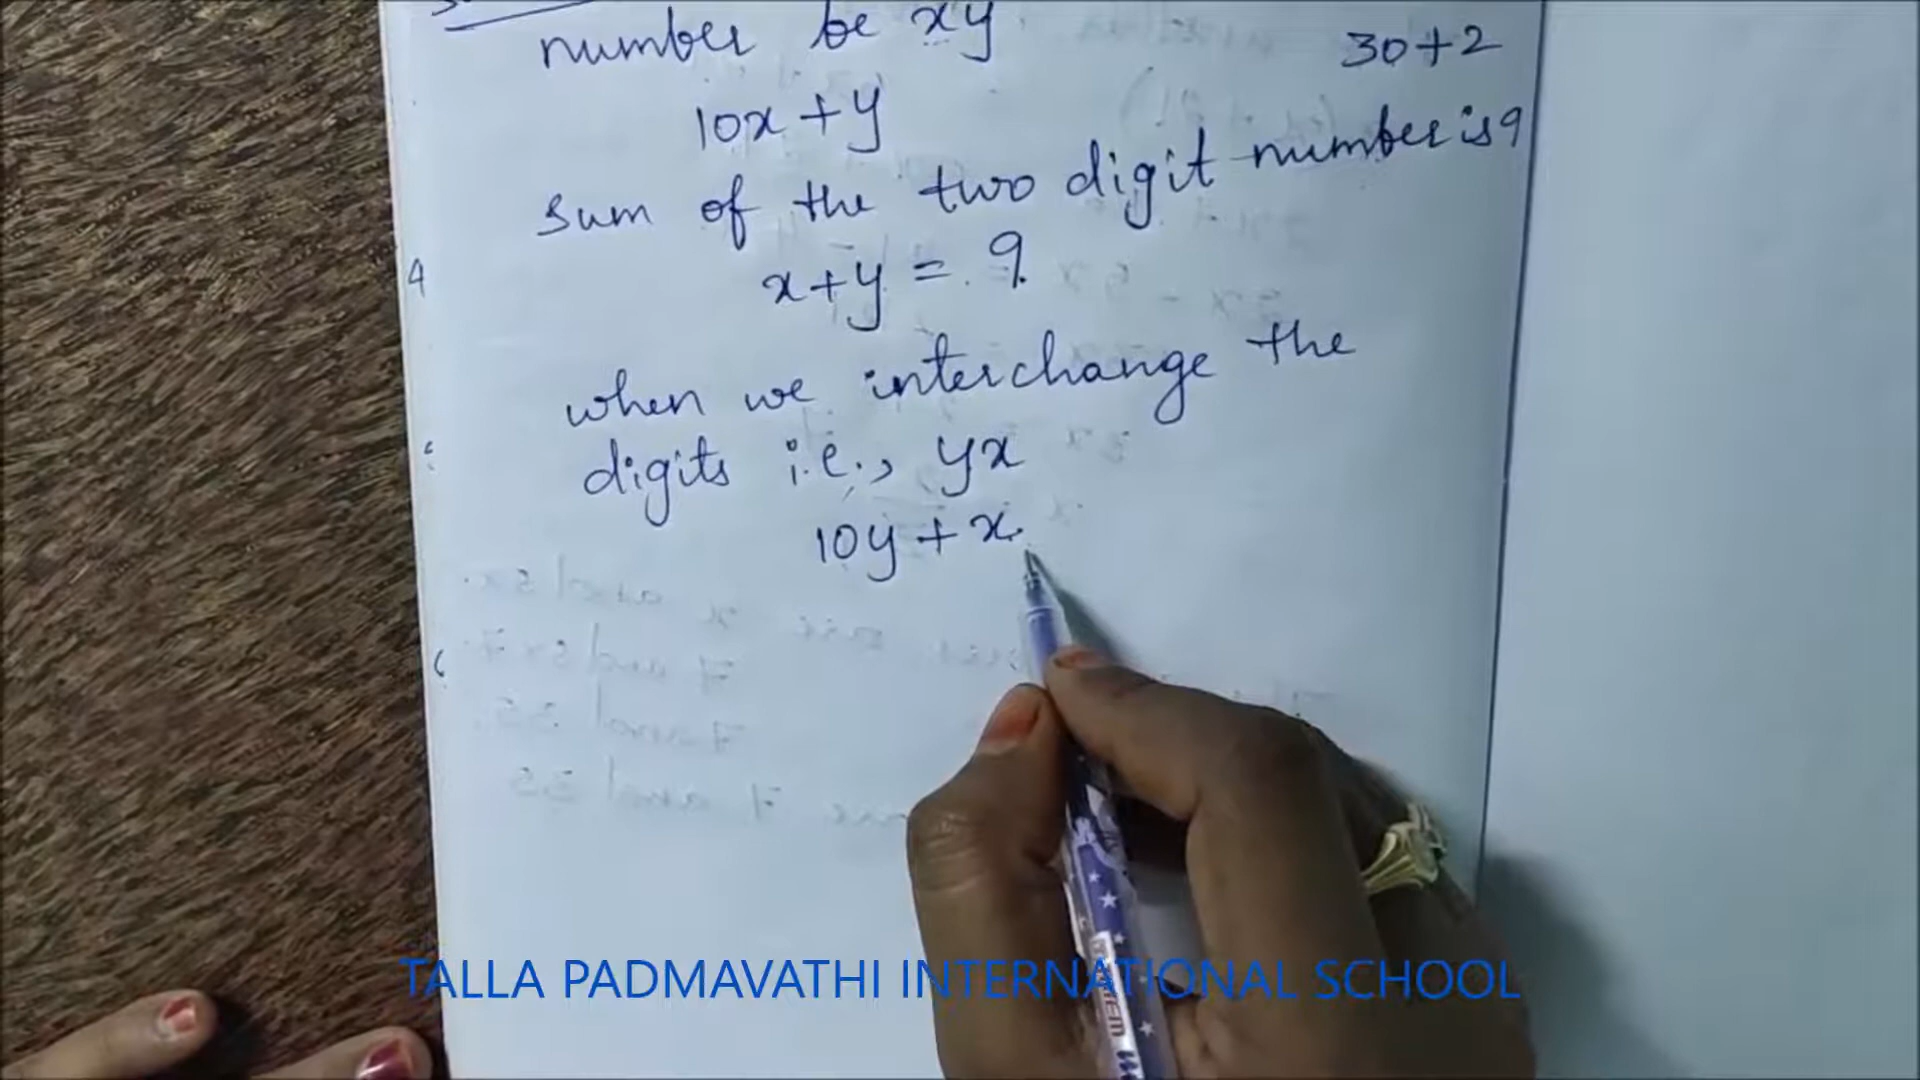 number be xy
30+2
10x+y
sum of the two digit number is 9
x+y = 9
when we interchange the
digits i.e., yx
10y + x
TALLA PADMAVATHI INTERNATIONAL SCHOOL